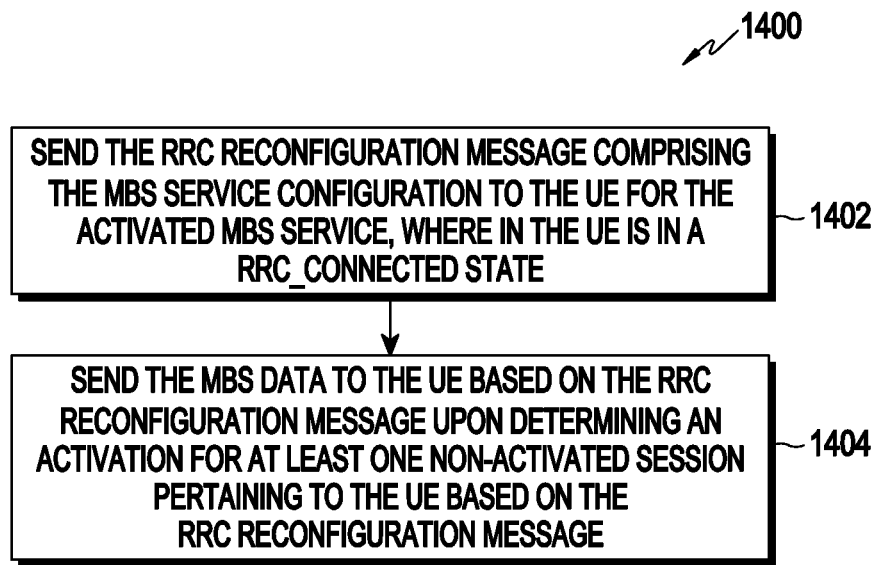 1400
SEND THE RRC RECONFIGURATION MESSAGE COMPRISING
THE MBS SERVICE CONFIGURATION TO THE UE FOR THE
ACTIVATED MBS SERVICE, WHERE IN THE UE IS IN A
RRC_CONNECTED STATE
1402
SEND THE MBS DATA TO THE UE BASED ON THE RRC
RECONFIGURATION MESSAGE UPON DETERMINING AN
ACTIVATION FOR AT LEAST ONE NON-ACTIVATED SESSION
PERTAINING TO THE UE BASED ON THE
RRC RECONFIGURATION MESSAGE
1404